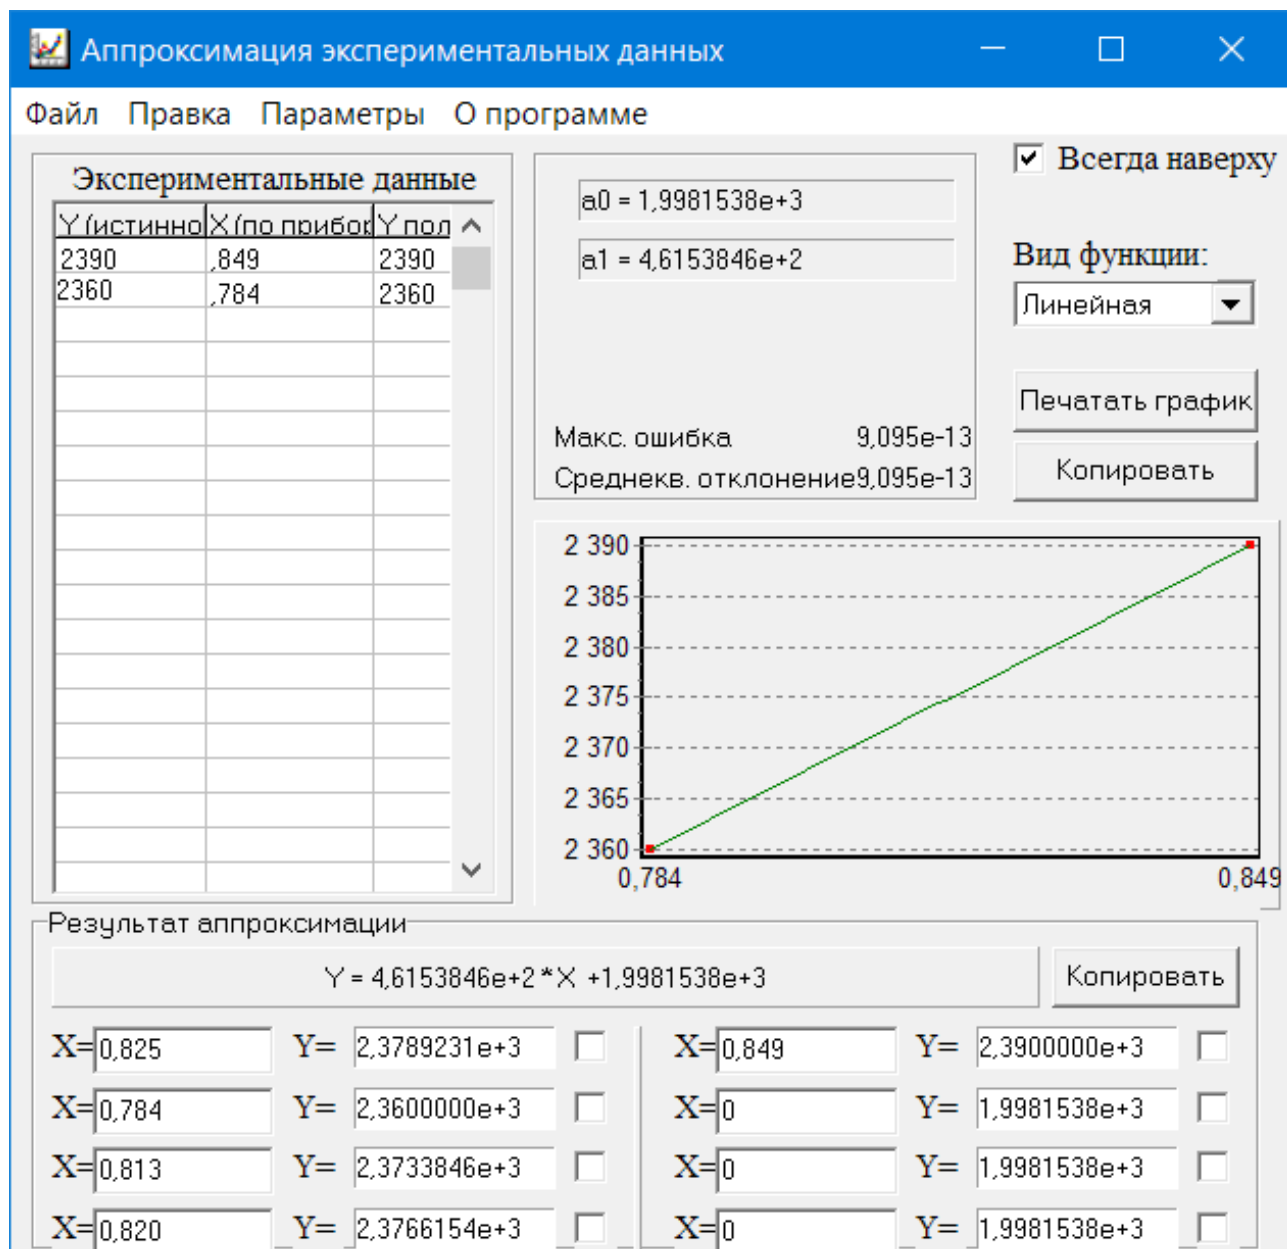 Аппроксимация экспериментальных данных
Файл Правка Параметры О программе
Экспериментальные данные
Y (истинно X (по прибор Y пол
2390 ,849 2390
2360 ,784 2360
a0 = 1,9981538e+3
a1 = 4,6153846e+2
Макс. ошибка 9,095e-13
Среднекв. отклонение 9,095e-13
Всегда наверху
Вид функции:
Линейная
Печатать график
Копировать
2 390
2 385
2 380
2 375
2 370
2 365
2 360
0,784 0,849
Результат аппроксимации
Y = 4,6153846e+2*X +1,9981538e+3 Копировать
X= 0,825 Y= 2,3789231e+3 X= 0,849 Y= 2,3900000e+3
X= 0,784 Y= 2,3600000e+3 X= 0 Y= 1,9981538e+3
X= 0,813 Y= 2,3733846e+3 X= 0 Y= 1,9981538e+3
X= 0,820 Y= 2,3766154e+3 X= 0 Y= 1,9981538e+3